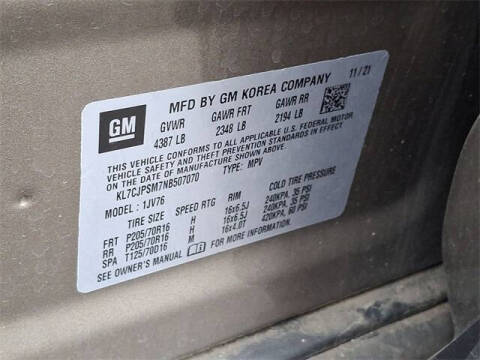 GM
MFD BY GM KOREA COMPANY
11/21
GVWR GAWR FRT GAWR RR
4387 LB 2348 LB 2194 LB
THIS VEHICLE CONFORMS TO ALL APPLICABLE U.S. FEDERAL MOTOR
VEHICLE SAFETY, BUMPER, AND THEFT PREVENTION STANDARDS IN EFFECT
ON THE DATE OF MANUFACTURE SHOWN ABOVE.
KL7CJPSM7NB507070 TYPE: MPV
MODEL: 1JV76
TIRE SIZE SPEED RTG RIM COLD TIRE PRESSURE
FRT P205/70R16 H 16x6.5J 240KPA, 35 PSI
RR P205/70R16 H 16x6.5J 240KPA, 35 PSI
SPA T125/70D16 M 16x4.0T 420KPA, 60 PSI
SEE OWNER'S MANUAL FOR MORE INFORMATION.